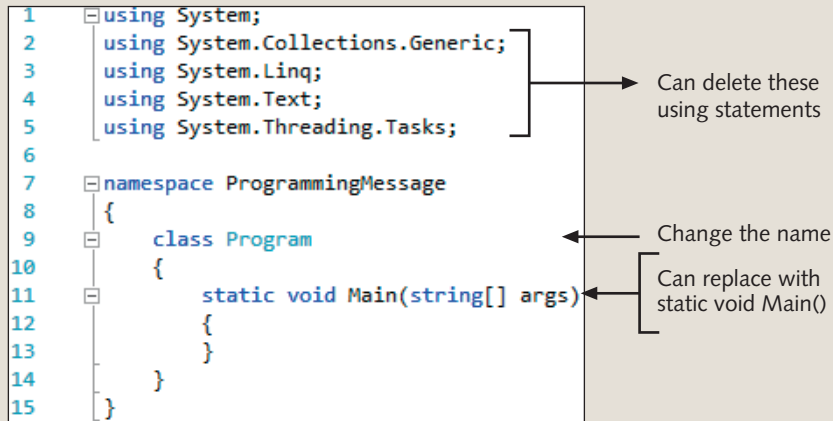 1 using System;
2 using System.Collections.Generic;
3 using System.Linq;
4 using System.Text;
5 using System.Threading.Tasks;
6
7 namespace ProgrammingMessage
8 {
9 class Program
10 {
11 static void Main(string[] args)
12 {
13 }
14 }
15 }
Can delete these
using statements
Change the name
Can replace with
static void Main()